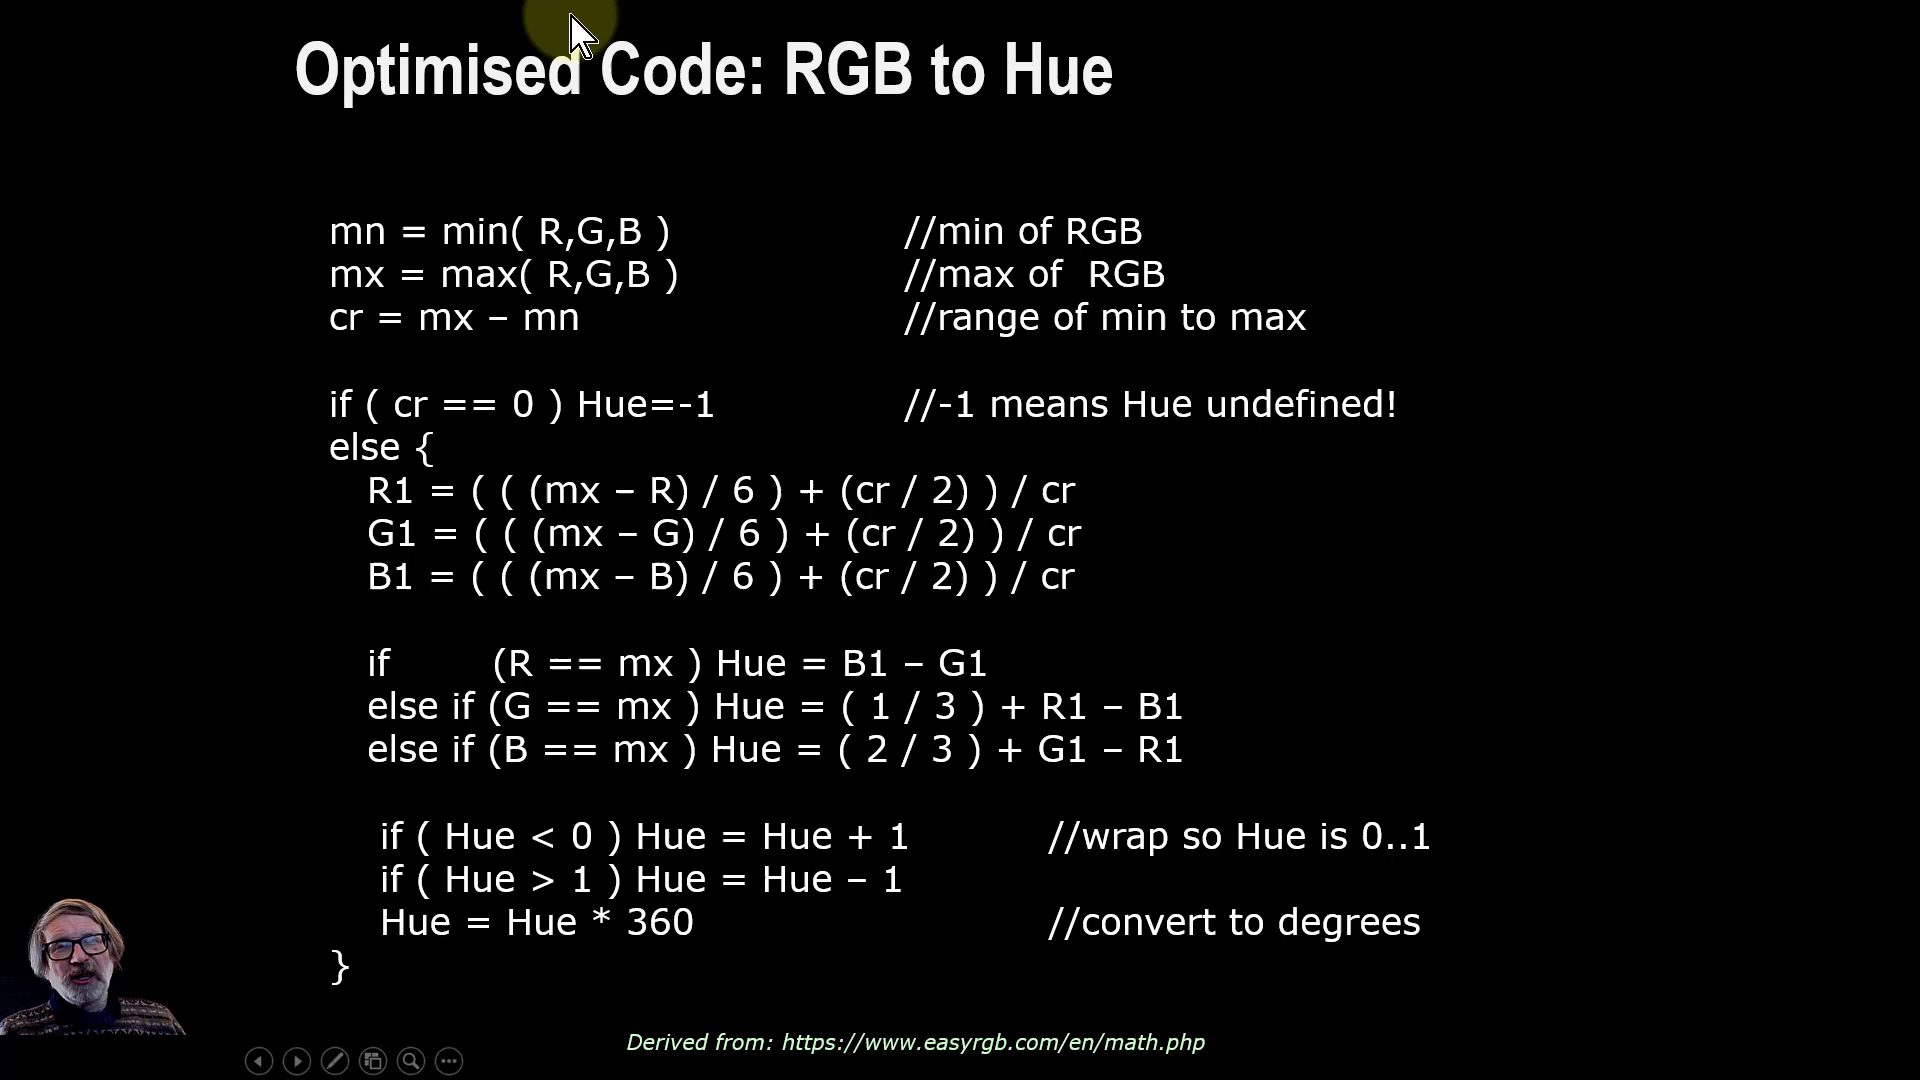 Optimised Code: RGB to Hue
mn = min( R,G,B ) //min of RGB
mx = max( R,G,B ) //max of  RGB
cr = mx – mn //range of min to max
if ( cr == 0 ) Hue=-1 //-1 means Hue undefined!
else {
R1 = ( ( (mx – R) / 6 ) + (cr / 2) ) / cr
G1 = ( ( (mx – G) / 6 ) + (cr / 2) ) / cr
B1 = ( ( (mx – B) / 6 ) + (cr / 2) ) / cr
if (R == mx ) Hue = B1 – G1
else if (G == mx ) Hue = ( 1 / 3 ) + R1 – B1
else if (B == mx ) Hue = ( 2 / 3 ) + G1 – R1
if ( Hue < 0 ) Hue = Hue + 1 //wrap so Hue is 0..1
if ( Hue > 1 ) Hue = Hue – 1
Hue = Hue * 360 //convert to degrees
}
Derived from: https://www.easyrgb.com/en/math.php